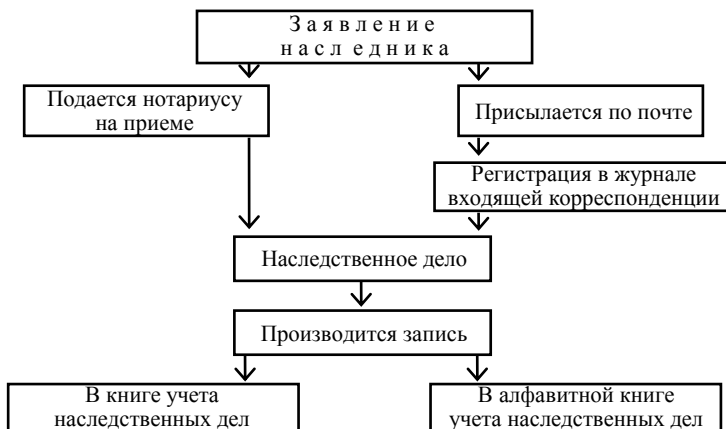 З а я в л е н и е
н а с л е д н и к а
Подается нотариусу
на приеме
Присылается по почте
Регистрация в журнале
входящей корреспонденции
Наследственное дело
Производится запись
В книге учета
наследственных дел
В алфавитной книге
учета наследственных дел